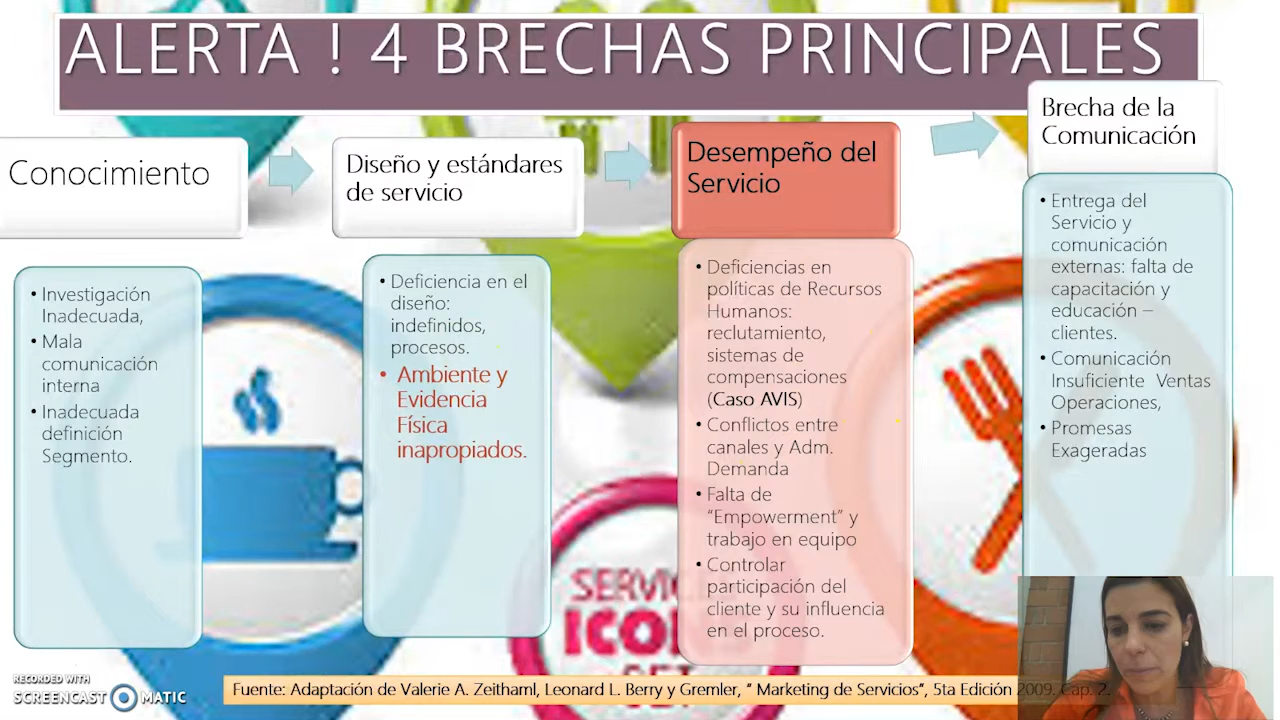 ALERTA ! 4 BRECHAS PRINCIPALES
Conocimiento
• Investigación
Inadecuada,
• Mala
comunicación
interna
• Inadecuada
definición
Segmento.
Diseño y estándares
de servicio
• Deficiencia en el
diseño:
indefinidos,
procesos.
• Ambiente y
Evidencia
Física
inapropiados.
Desempeño del
Servicio
• Deficiencias en
políticas de Recursos
Humanos:
reclutamiento,
sistemas de
compensaciones
(Caso AVIS)
• Conflictos entre
canales y Adm.
Demanda
• Falta de
“Empowerment” y
trabajo en equipo
• Controlar
participación del
cliente y su influencia
en el proceso.
Brecha de la
Comunicación
• Entrega del
Servicio y
comunicación
externas: falta de
capacitación y
educación –
clientes.
• Comunicación
Insuficiente Ventas
Operaciones,
• Promesas
Exageradas
SERVICE
ICONS
SET
RECORDED WITH
SCREENCAST MATIC
Fuente: Adaptación de Valerie A. Zeithaml, Leonard L. Berry y Gremler, “ Marketing de Servicios”, 5ta Edición 2009. Cap. 2.